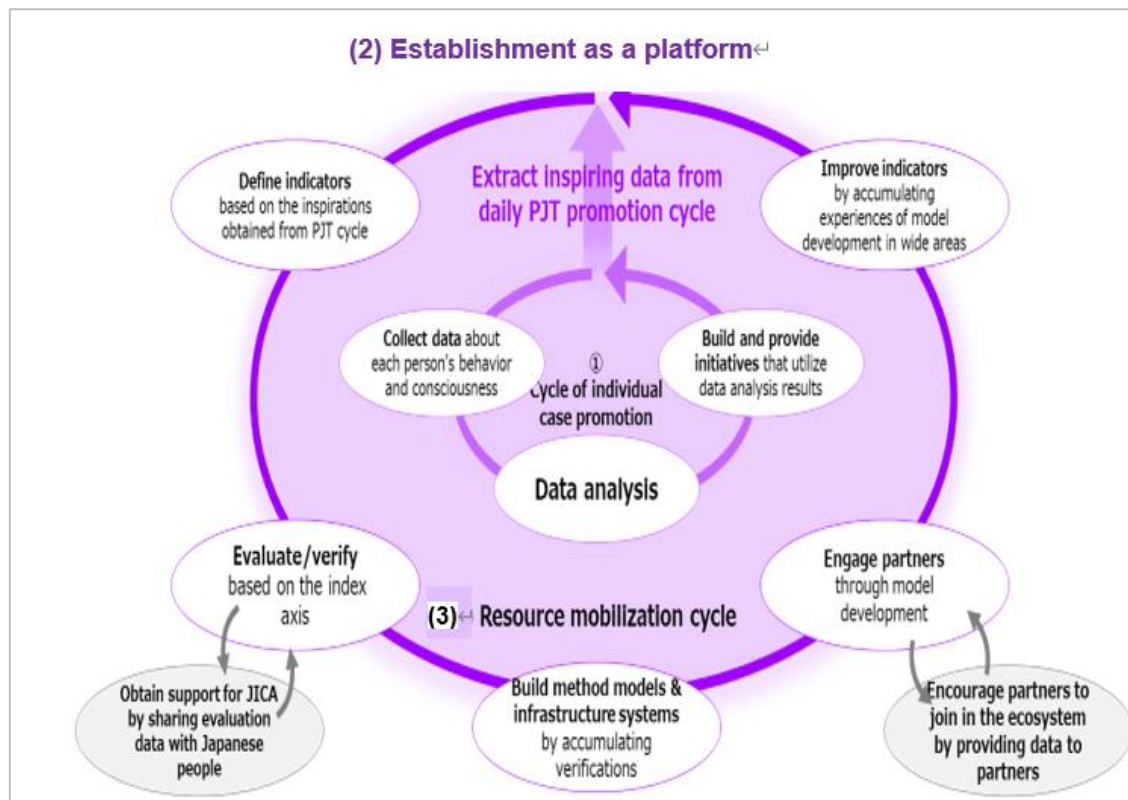 (2) Establishment as a platform↵
Define indicators
based on the inspirations
obtained from PJT cycle
Extract inspiring data from
daily PJT promotion cycle
Improve indicators
by accumulating
experiences of model
development in wide areas
Collect data about
each person's behavior
and consciousness
①
Cycle of individual
case promotion
Build and provide
initiatives that utilize
data analysis results
Data analysis
Evaluate/verify
based on the index
axis
(3)↵ Resource mobilization cycle
Engage partners
through model
development
Obtain support for JICA
by sharing evaluation
data with Japanese
people
Build method models &
infrastructure systems
by accumulating
verifications
Encourage partners to
join in the ecosystem
by providing data to
partners